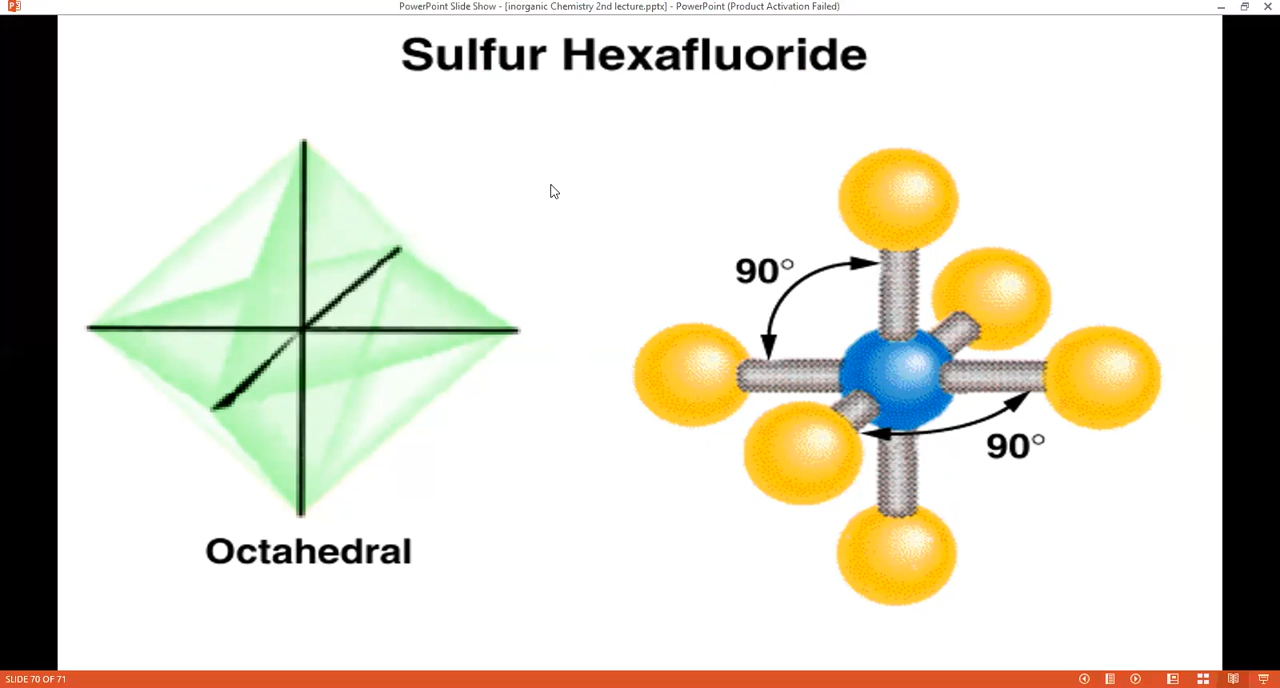 PowerPoint Slide Show - [inorganic Chemistry 2nd lecture.pptx] - PowerPoint (Product Activation Failed)
Sulfur Hexafluoride
90°
90°
Octahedral
SLIDE 70 OF 71